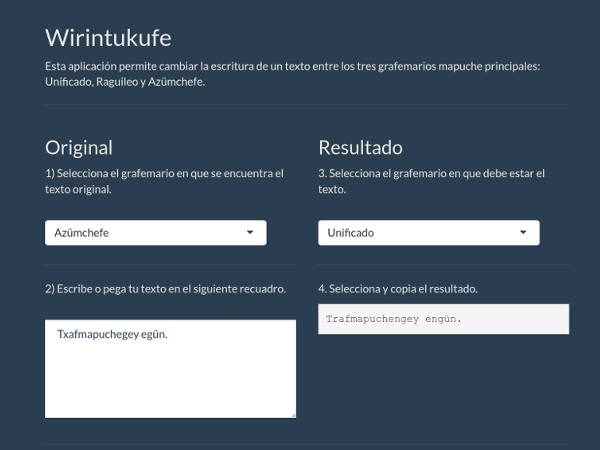 Wirintukufe
Esta aplicación permite cambiar la escritura de un texto entre los tres grafemarios mapuche principales:
Unificado, Raguileo y Azümchefe.
Original
1) Selecciona el grafemario en que se encuentra el
texto original.
Azümchefe
2) Escribe o pega tu texto en el siguiente recuadro.
Txafmapuchegey egün.
Resultado
3. Selecciona el grafemario en que debe estar el
texto.
Unificado
4. Selecciona y copia el resultado.
Trafmapuchengey engün.